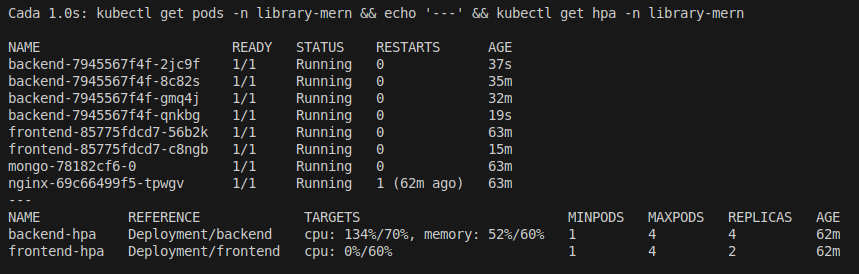 Cada 1.0s: kubectl get pods -n library-mern && echo '---' && kubectl get hpa -n library-mern
NAME READY STATUS RESTARTS AGE
backend-7945567f4f-2jc9f 1/1 Running 0 37s
backend-7945567f4f-8c82s 1/1 Running 0 35m
backend-7945567f4f-gmq4j 1/1 Running 0 32m
backend-7945567f4f-qnkbg 1/1 Running 0 19s
frontend-85775fdcd7-56b2k 1/1 Running 0 63m
frontend-85775fdcd7-c8ngb 1/1 Running 0 15m
mongo-78182cf6-0 1/1 Running 0 63m
nginx-69c66499f5-tpwgv 1/1 Running 1 (62m ago) 63m
---
NAME REFERENCE TARGETS MINPODS MAXPODS REPLICAS AGE
backend-hpa Deployment/backend cpu: 134%/70%, memory: 52%/60% 1 4 4 62m
frontend-hpa Deployment/frontend cpu: 0%/60% 1 4 2 62m